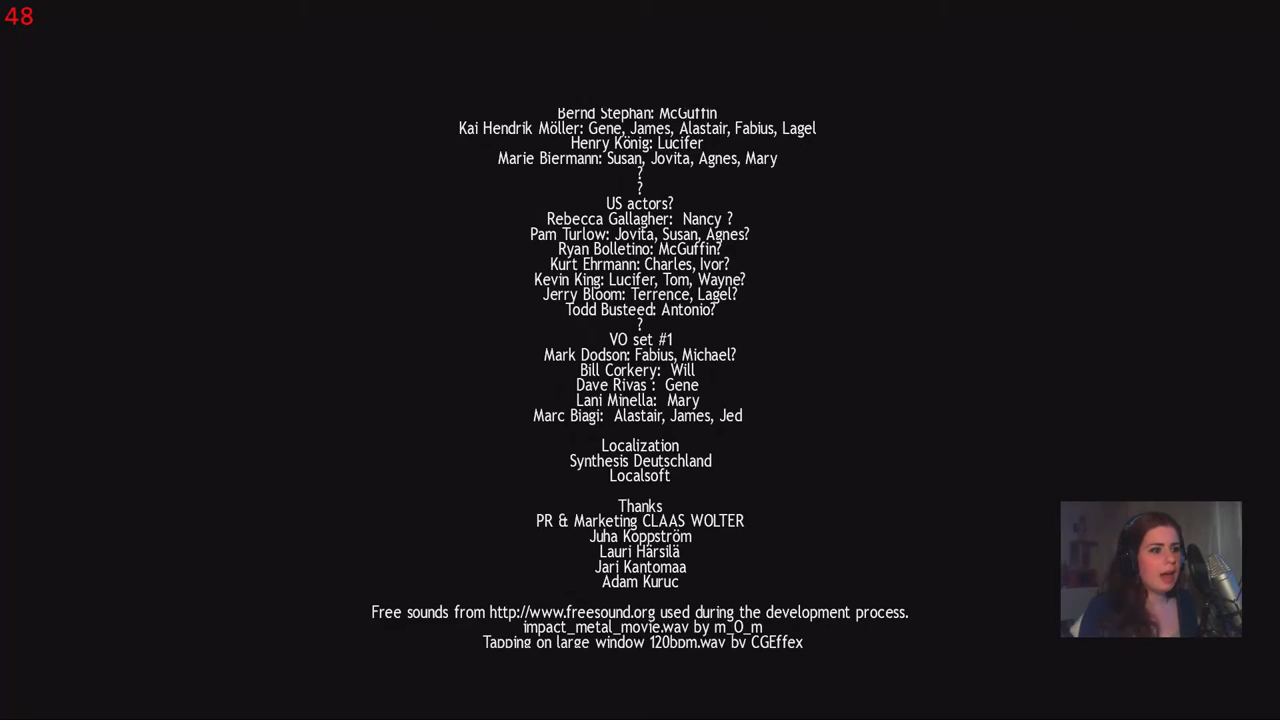 48
Bernd Stephan: McGuffin
Kai Hendrik Möller: Gene, James, Alastair, Fabius, Lagel
Henry König: Lucifer
Marie Biermann: Susan, Jovita, Agnes, Mary
?
?
US actors?
Rebecca Gallagher:  Nancy ?
Pam Turlow: Jovita, Susan, Agnes?
Ryan Bolletino: McGuffin?
Kurt Ehrmann: Charles, Ivor?
Kevin King: Lucifer, Tom, Wayne?
Jerry Bloom: Terrence, Lagel?
Todd Busteed: Antonio?
?
VO set #1
Mark Dodson: Fabius, Michael?
Bill Corkery:  Will
Dave Rivas :  Gene
Lani Minella:  Mary
Marc Biagi:  Alastair, James, Jed
Localization
Synthesis Deutschland
Localsoft
Thanks
PR & Marketing CLAAS WOLTER
Juha Koppström
Lauri Härsilä
Jari Kantomaa
Adam Kuruc
Free sounds from http://www.freesound.org used during the development process.
impact_metal_movie.wav by m_O_m
Tapping on large window 120bpm.wav by CGEffex